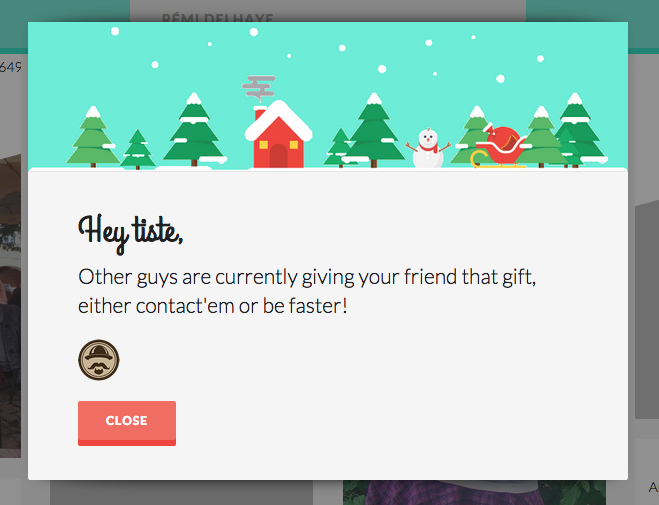 RÉMI DELHAYE
649
Hey tiste,
Other guys are currently giving your friend that gift,
either contact'em or be faster!
CLOSE